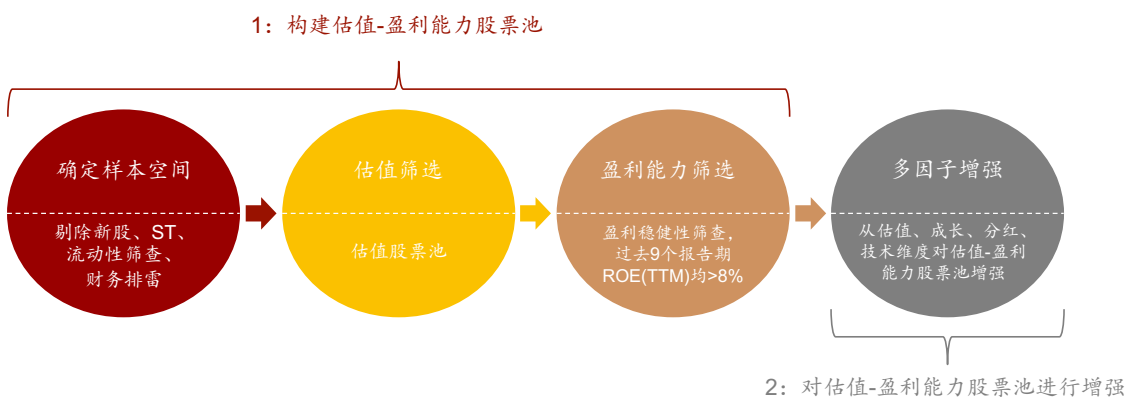 1：构建估值-盈利能力股票池
确定样本空间
剔除新股、ST、
流动性筛查、
财务排雷
估值筛选
估值股票池
盈利能力筛选
盈利稳健性筛查，
过去9个报告期
ROE(TTM)均>8%
多因子增强
从估值、成长、分红、
技术维度对估值-盈利
能力股票池增强
2：对估值-盈利能力股票池进行增强